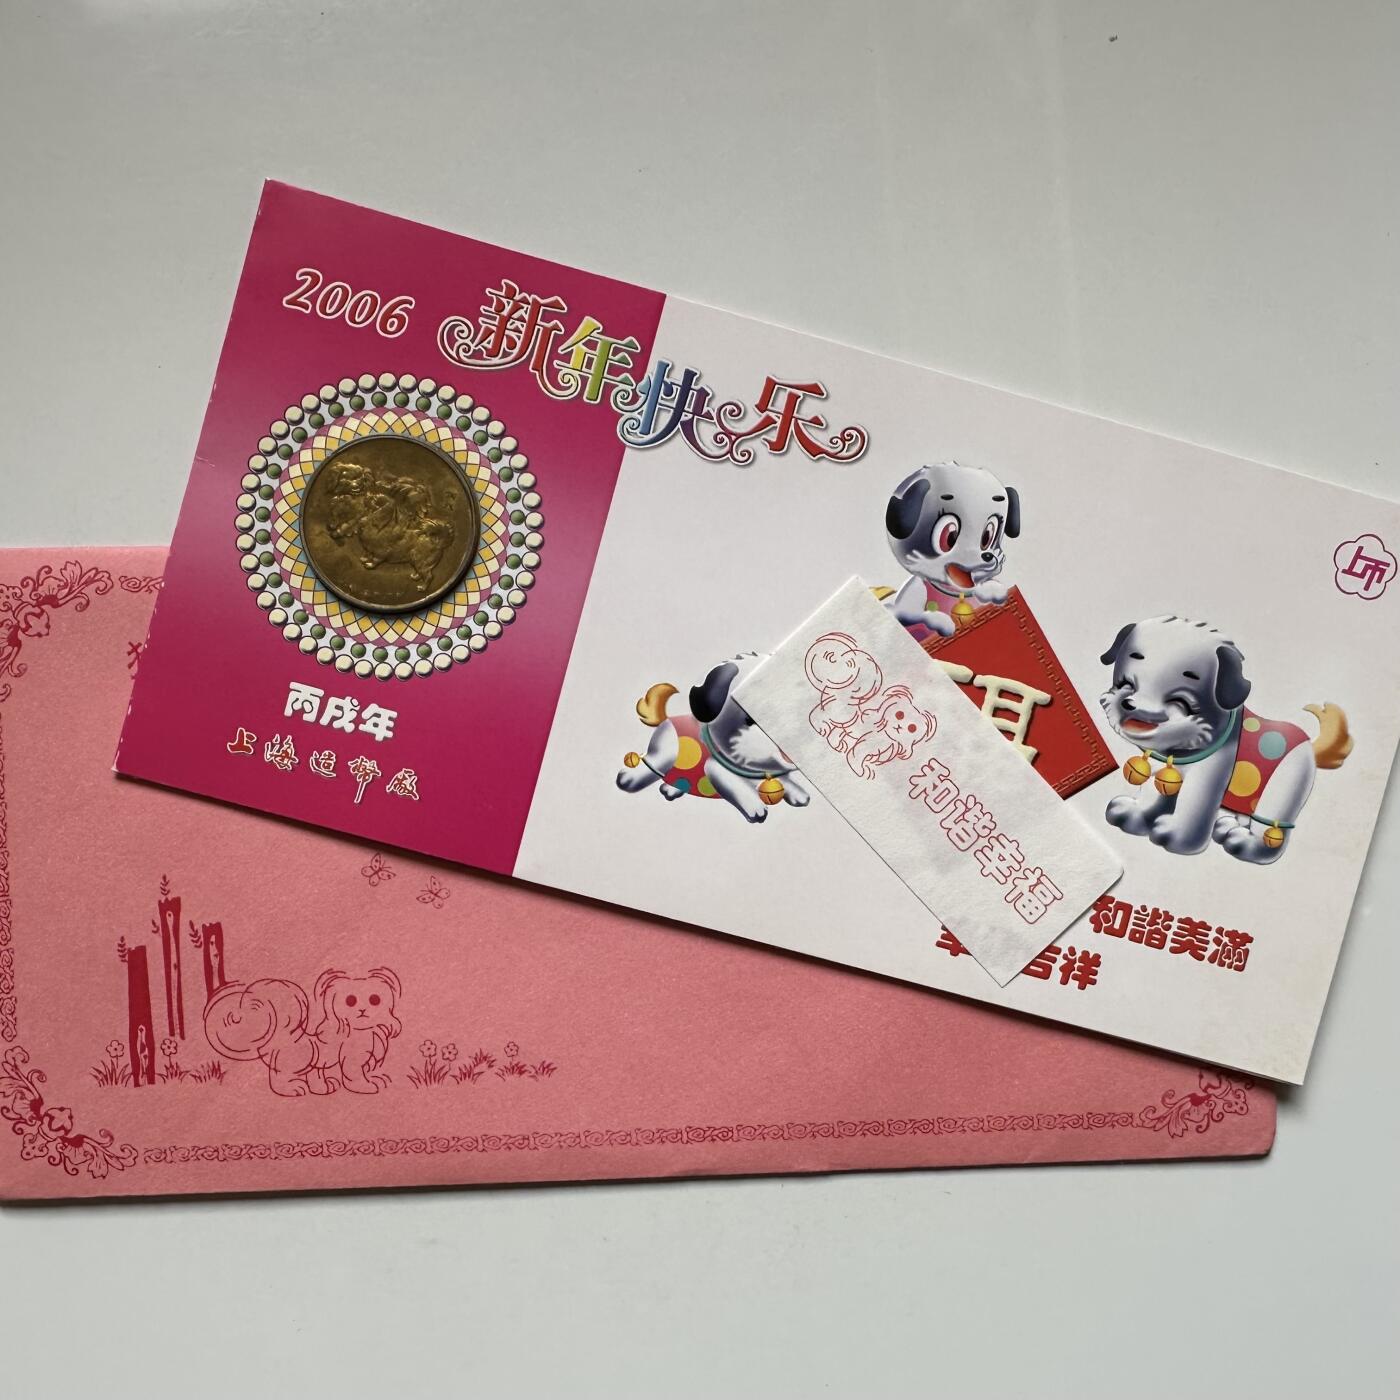 2006
新年快乐
丙戌年
上海造幣廠
和谐幸福
和諧美滿
吉祥